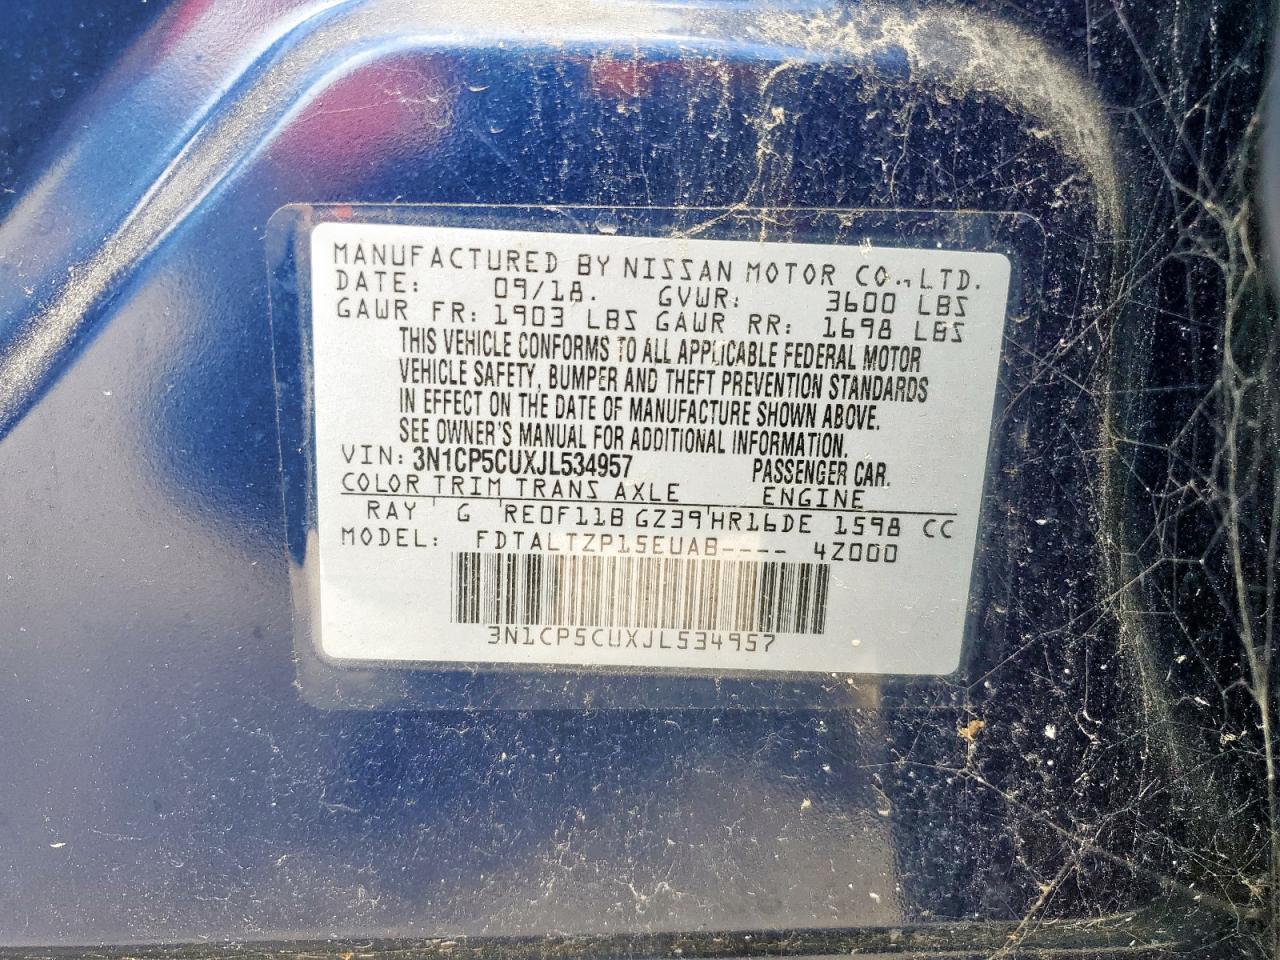 MANUFACTURED BY NISSAN MOTOR CO., LTD.
DATE: 09/18. GVWR: 3600 LBS
GAWR FR: 1903 LBS GAWR RR: 1698 LBS
THIS VEHICLE CONFORMS TO ALL APPLICABLE FEDERAL MOTOR
VEHICLE SAFETY, BUMPER AND THEFT PREVENTION STANDARDS
IN EFFECT ON THE DATE OF MANUFACTURE SHOWN ABOVE.
SEE OWNER'S MANUAL FOR ADDITIONAL INFORMATION.
VIN: 3N1CP5CUXJL534957 PASSENGER CAR.
COLOR TRIM TRANS AXLE ENGINE
RAY G RE0F11B GZ39 HR16DE 1598 CC
MODEL: FDTALTZP15EUAB---- 4Z000
3N1CP5CUXJL534957